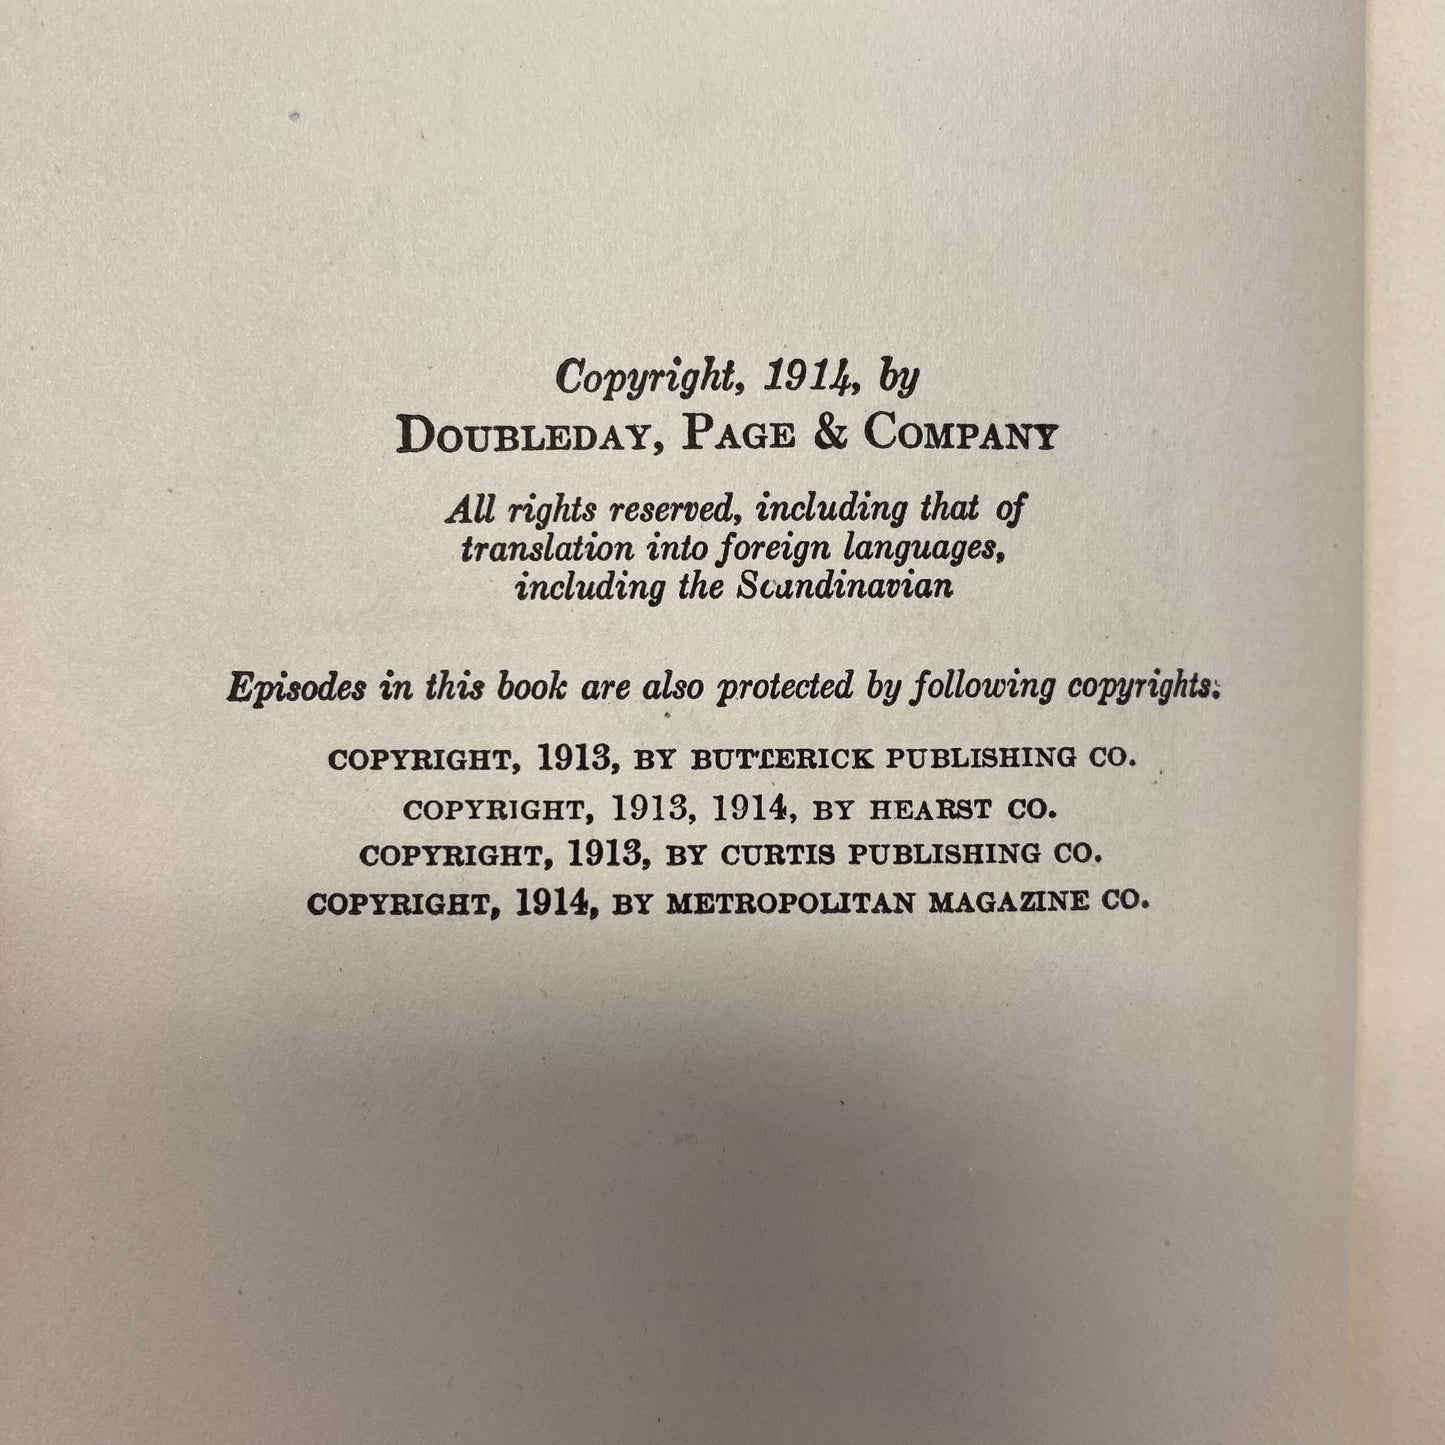 Copyright, 1914, by
DOUBLEDAY, PAGE & COMPANY
All rights reserved, including that of
translation into foreign languages,
including the Scandinavian
Episodes in this book are also protected by following copyrights:
COPYRIGHT, 1913, BY BUTTERICK PUBLISHING CO.
COPYRIGHT, 1913, 1914, BY HEARST CO.
COPYRIGHT, 1913, BY CURTIS PUBLISHING CO.
COPYRIGHT, 1914, BY METROPOLITAN MAGAZINE CO.